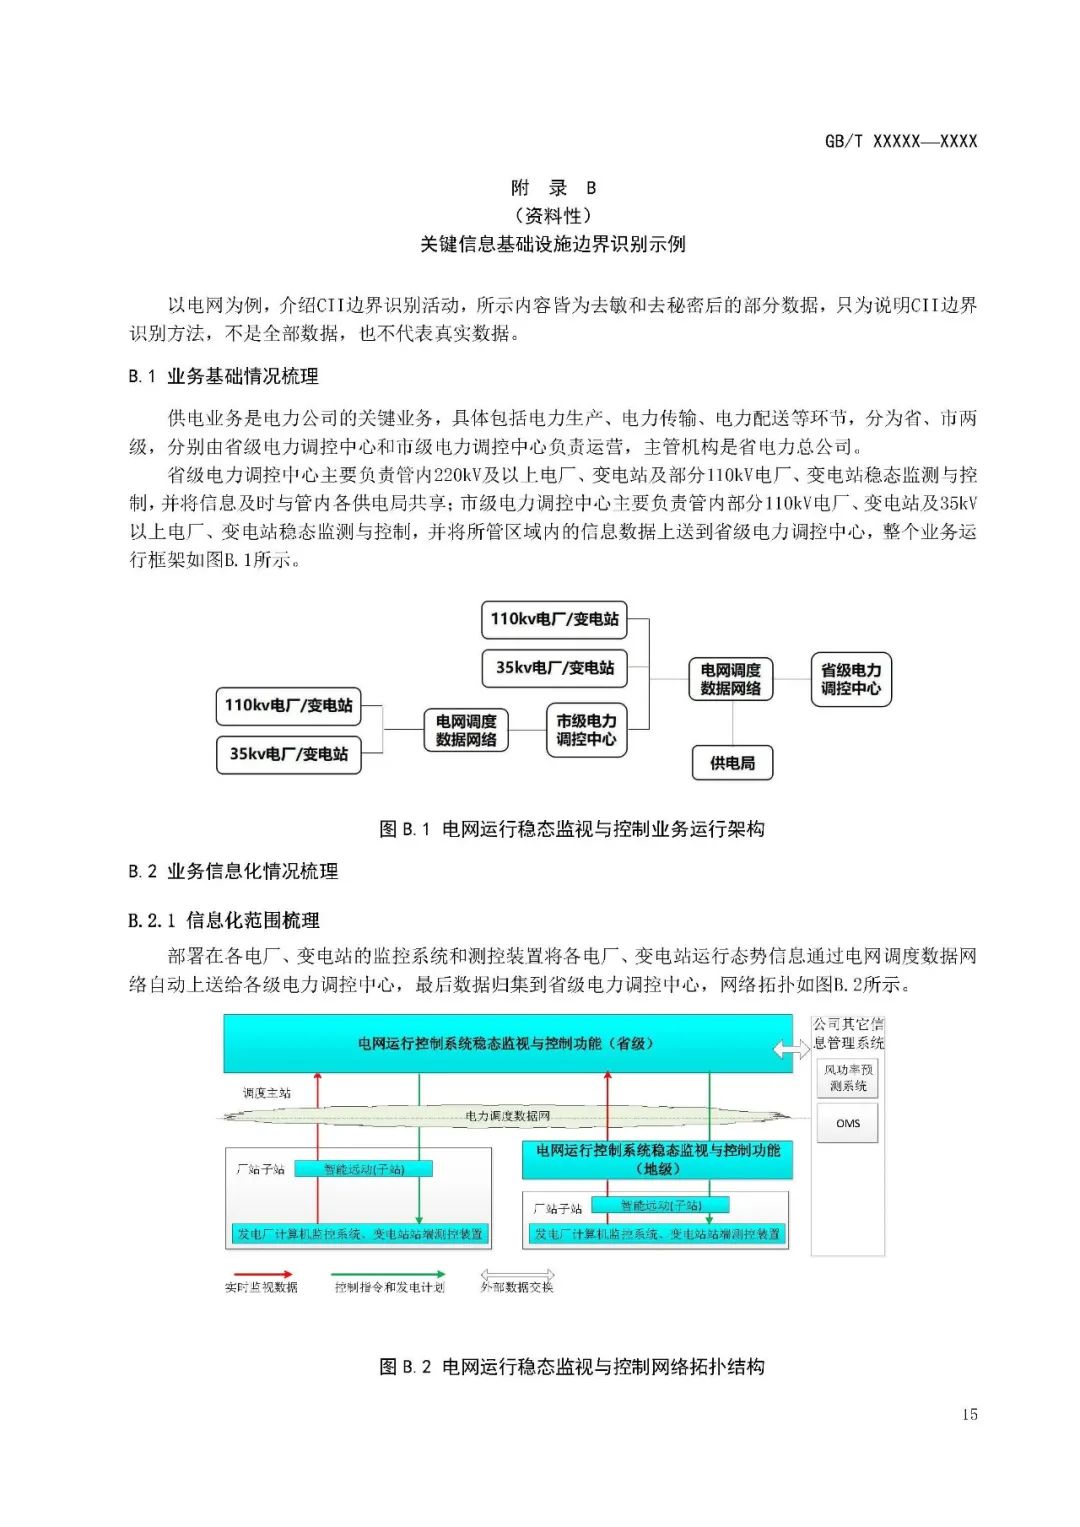 GB/T XXXXX—XXXX
附 录 B
（资料性）
关键信息基础设施边界识别示例
以电网为例，介绍CII边界识别活动，所示内容皆为去敏和去秘密后的部分数据，只为说明CII边界
识别方法，不是全部数据，也不代表真实数据。
B.1 业务基础情况梳理
供电业务是电力公司的关键业务，具体包括电力生产、电力传输、电力配送等环节，分为省、市两
级，分别由省级电力调控中心和市级电力调控中心负责运营，主管机构是省电力总公司。
省级电力调控中心主要负责管内220kV及以上电厂、变电站及部分110kV电厂、变电站稳态监测与控
制，并将信息及时与管内各供电局共享；市级电力调控中心主要负责管内部分110kV电厂、变电站及35kV
以上电厂、变电站稳态监测与控制，并将所管区域内的信息数据上送到省级电力调控中心，整个业务运
行框架如图B.1所示。
110kv电厂/变电站
35kv电厂/变电站
电网调度
数据网络
省级电力
调控中心
110kv电厂/变电站
35kv电厂/变电站
电网调度
数据网络
市级电力
调控中心
供电局
图 B.1 电网运行稳态监视与控制业务运行架构
B.2 业务信息化情况梳理
B.2.1 信息化范围梳理
部署在各电厂、变电站的监控系统和测控装置将各电厂、变电站运行态势信息通过电网调度数据网
络自动上送给各级电力调控中心，最后数据归集到省级电力调控中心，网络拓扑如图B.2所示。
电网运行控制系统稳态监视与控制功能（省级）
公司其它信
息管理系统
风功率预
测系统
OMS
调度主站
电力调度数据网
电网运行控制系统稳态监视与控制功能
（地级）
厂站子站
智能远动(子站)
发电厂计算机监控系统、变电站站端测控装置
厂站子站
智能远动(子站)
发电厂计算机监控系统、变电站站端测控装置
实时监视数据
控制指令和发电计划
外部数据交换
图 B.2 电网运行稳态监视与控制网络拓扑结构
15